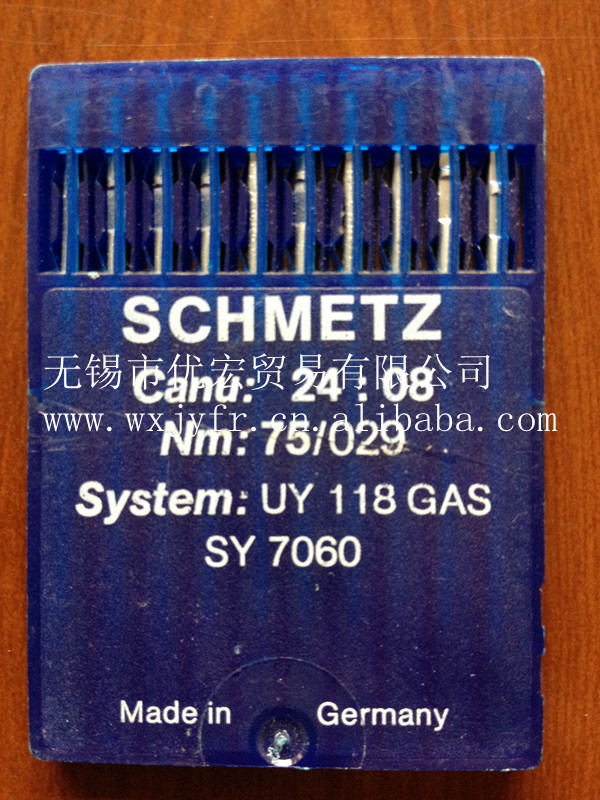 SCHMETZ
无锡市优宏贸易有限公司
Canu: 24 : 08
www.wxjyfr.cn.alibaba.com
Nm: 75/029
System: UY 118 GAS
SY 7060
Made in Germany